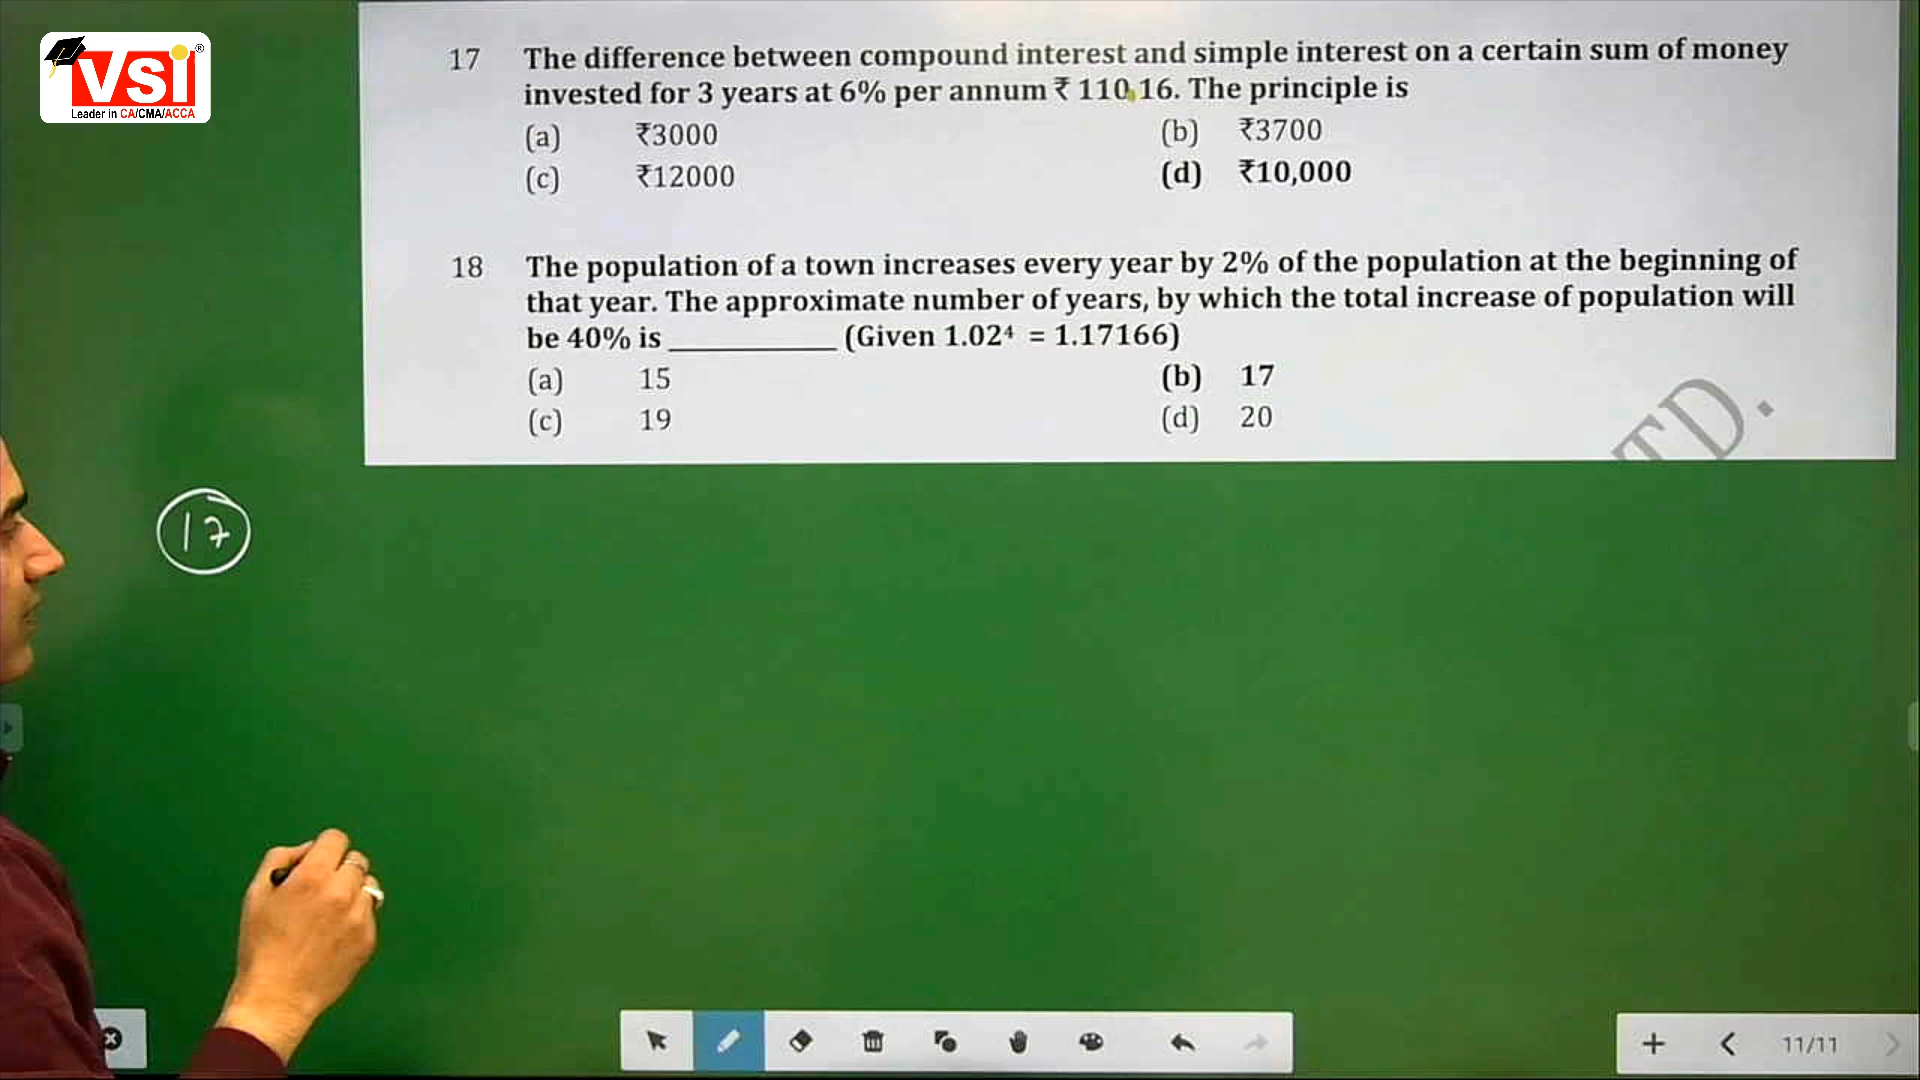 VSI ®
Leader in CA/CMA/ACCA
17 The difference between compound interest and simple interest on a certain sum of money
invested for 3 years at 6% per annum ₹ 110.16. The principle is
(a) ₹3000 (b) ₹3700
(c) ₹12000 (d) ₹10,000
18 The population of a town increases every year by 2% of the population at the beginning of
that year. The approximate number of years, by which the total increase of population will
be 40% is __________ (Given 1.02⁴ = 1.17166)
(a) 15 (b) 17
(c) 19 (d) 20
TD.
17
11/11